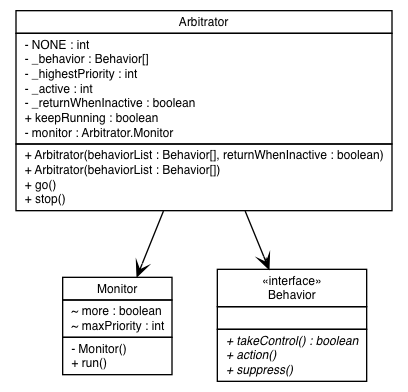 Arbitrator
- NONE : int
- _behavior : Behavior[]
- _highestPriority : int
- _active : int
- _returnWhenInactive : boolean
+ keepRunning : boolean
- monitor : Arbitrator.Monitor
+ Arbitrator(behaviorList : Behavior[], returnWhenInactive : boolean)
+ Arbitrator(behaviorList : Behavior[])
+ go()
+ stop()
Monitor
~ more : boolean
~ maxPriority : int
- Monitor()
+ run()
«interface»
Behavior
+ takeControl() : boolean
+ action()
+ suppress()